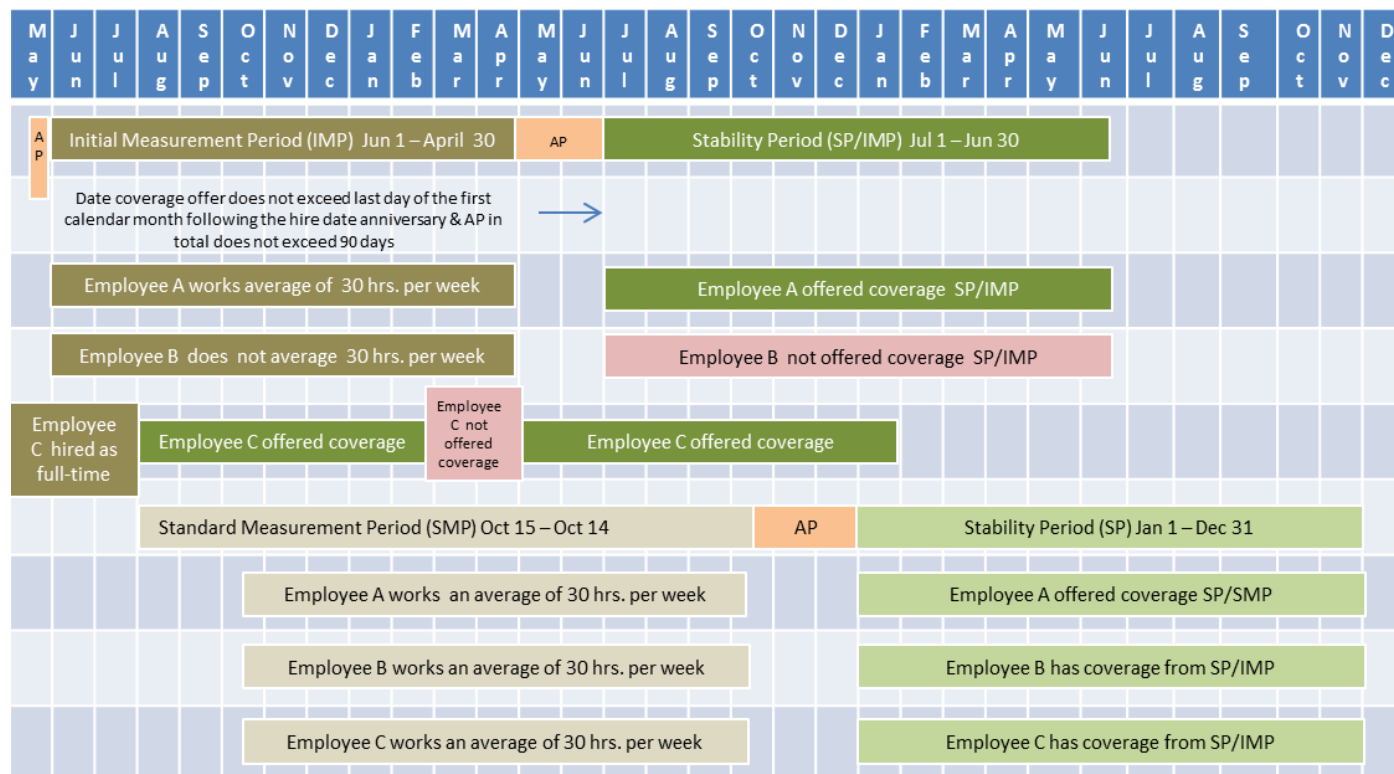 May Jun Jul Aug Sep Oct Nov Dec Jan Feb Mar Apr May Jun Jul Aug Sep Oct Nov Dec Jan Feb Mar Apr May Jun Jul Aug Sep Oct Nov Dec
AP
Initial Measurement Period (IMP) Jun 1 – April 30
AP
Stability Period (SP/IMP) Jul 1 – Jun 30
Date coverage offer does not exceed last day of the first
calendar month following the hire date anniversary & AP in
total does not exceed 90 days
Employee A works average of 30 hrs. per week
Employee A offered coverage SP/IMP
Employee B does not average 30 hrs. per week
Employee B not offered coverage SP/IMP
Employee
C hired as
full-time
Employee C offered coverage
Employee
C not
offered
coverage
Employee C offered coverage
Standard Measurement Period (SMP) Oct 15 – Oct 14
AP
Stability Period (SP) Jan 1 – Dec 31
Employee A works an average of 30 hrs. per week
Employee A offered coverage SP/SMP
Employee B works an average of 30 hrs. per week
Employee B has coverage from SP/IMP
Employee C works an average of 30 hrs. per week
Employee C has coverage from SP/IMP